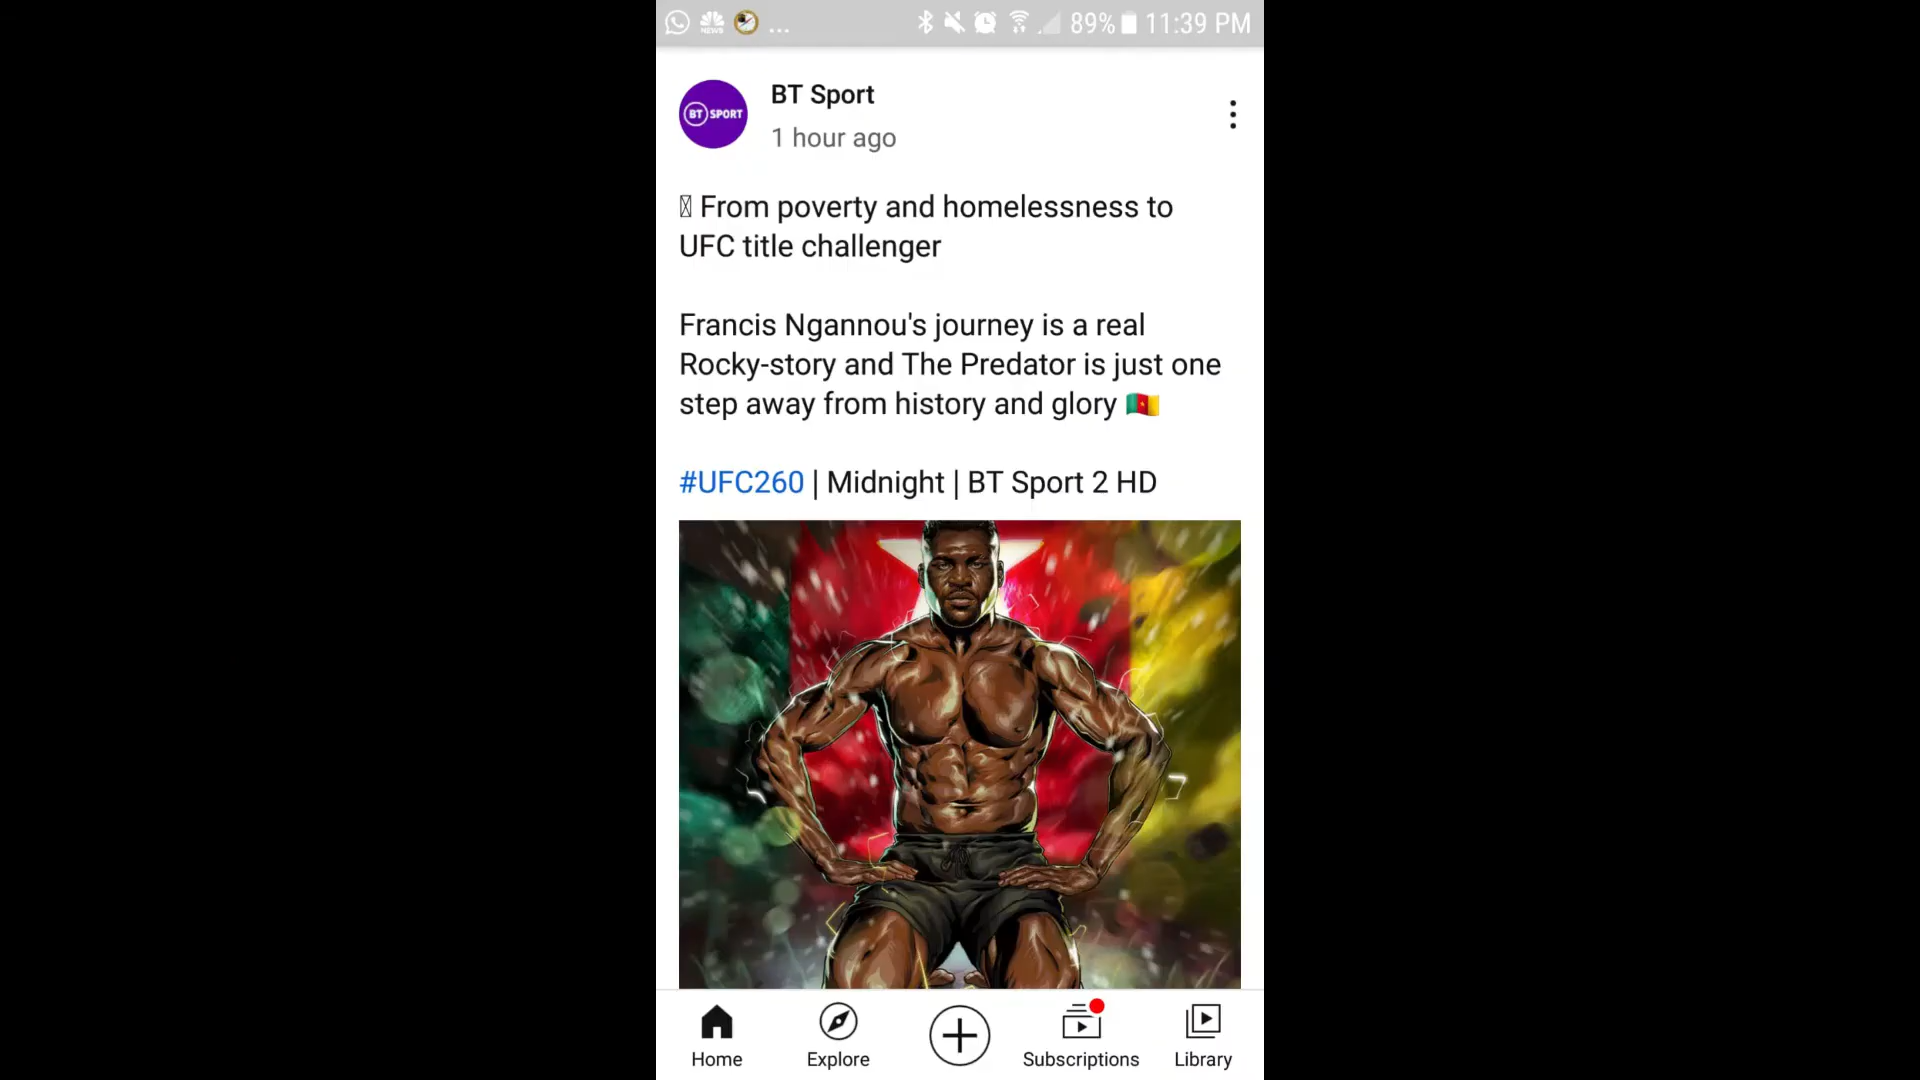 NEWS
...
89% 11:39 PM
BT SPORT
BT Sport
1 hour ago
From poverty and homelessness to
UFC title challenger
Francis Ngannou's journey is a real
Rocky-story and The Predator is just one
step away from history and glory 🇨🇲
#UFC260 | Midnight | BT Sport 2 HD
Home
Explore
Subscriptions
Library